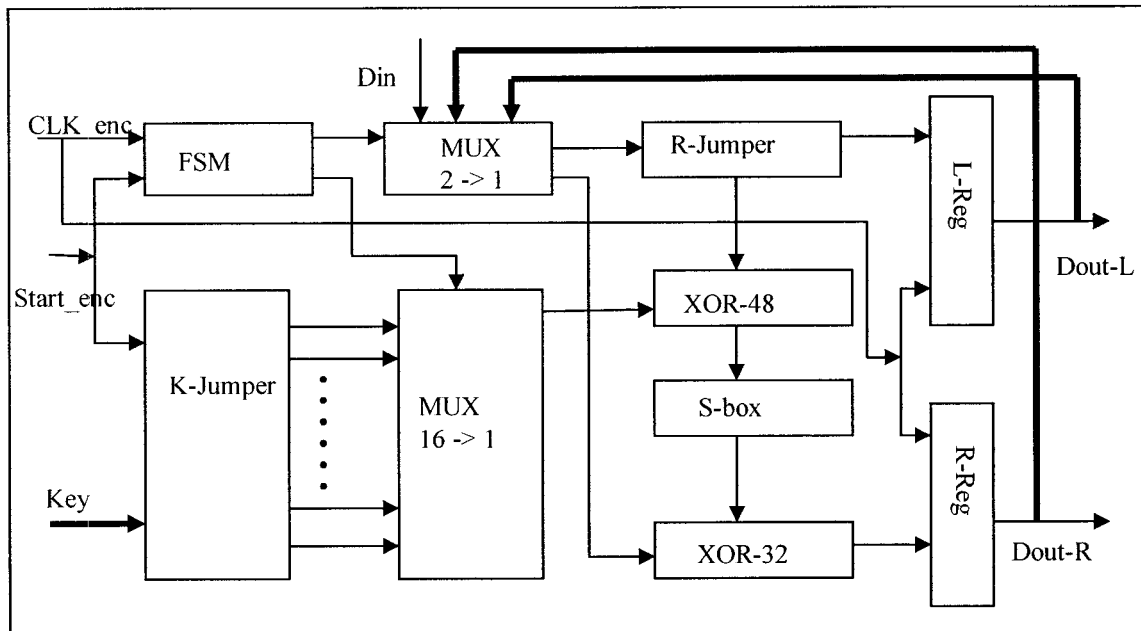 Din
CLK_enc
FSM
MUX
2 -> 1
R-Jumper
L-Reg
Dout-L
Start_enc
XOR-48
K-Jumper
MUX
16 -> 1
S-box
R-Reg
Key
XOR-32
Dout-R